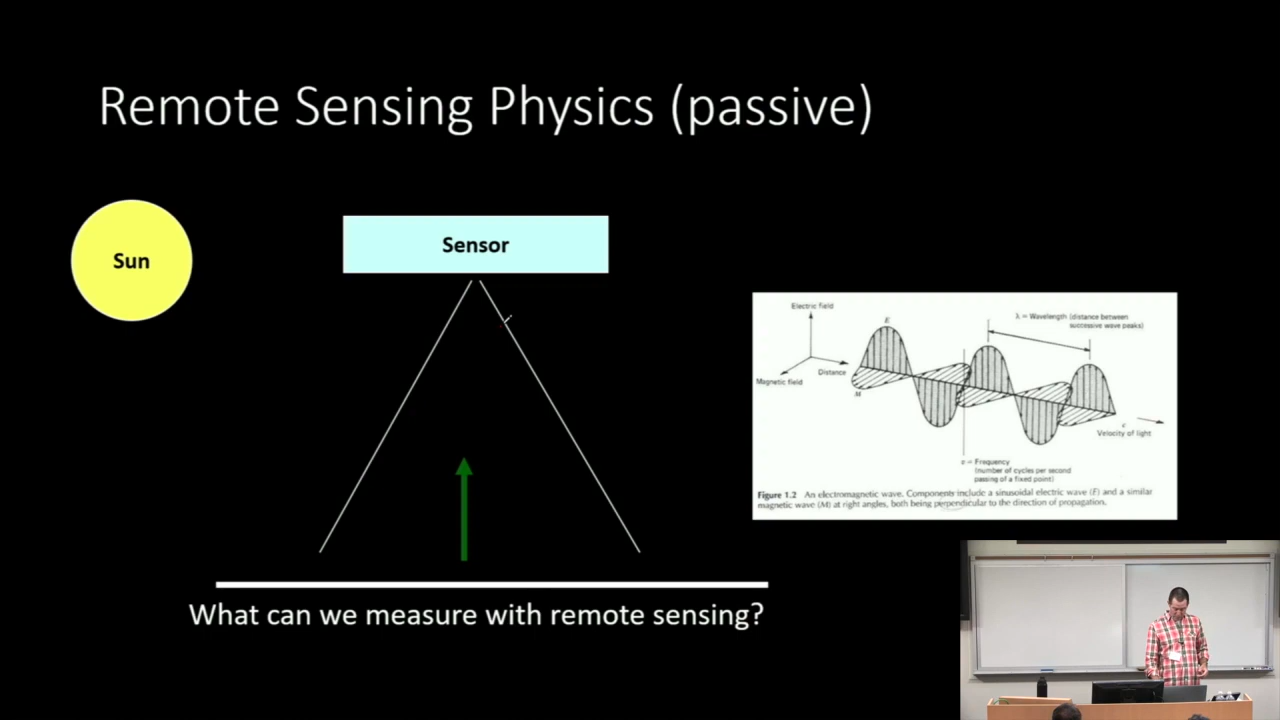 Remote Sensing Physics (passive)
Sun
Sensor
Electric field
E
λ = Wavelength (distance between
successive wave peaks)
Distance
Magnetic field
M
c
Velocity of light
= Frequency
(number of cycles per second
passing of a fixed point)
Figure 1.2 An electromagnetic wave. Components include a sinusoidal electric wave (E) and a similar
magnetic wave (M) at right angles, both being perpendicular to the direction of propagation.
What can we measure with remote sensing?